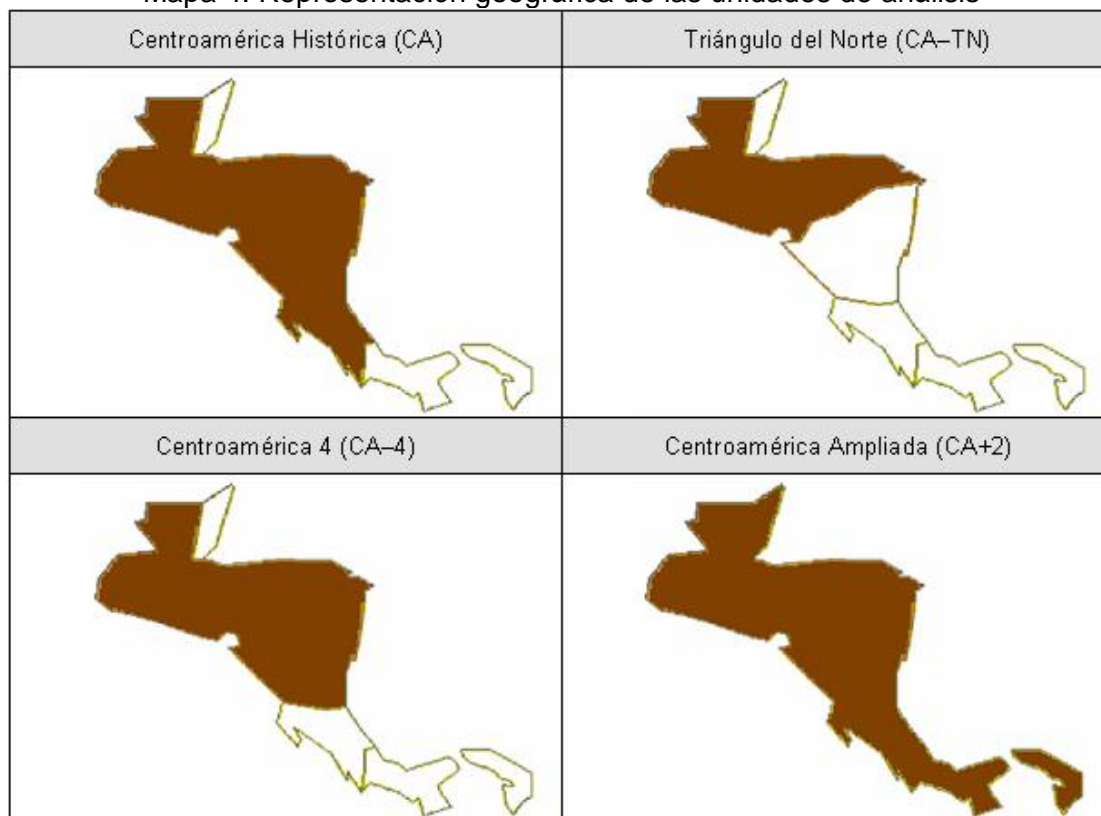 Mapa 4. Representación geográfica de las unidades de análisis
Centroamérica Histórica (CA)
Triángulo del Norte (CA–TN)
Centroamérica 4 (CA–4)
Centroamérica Ampliada (CA+2)